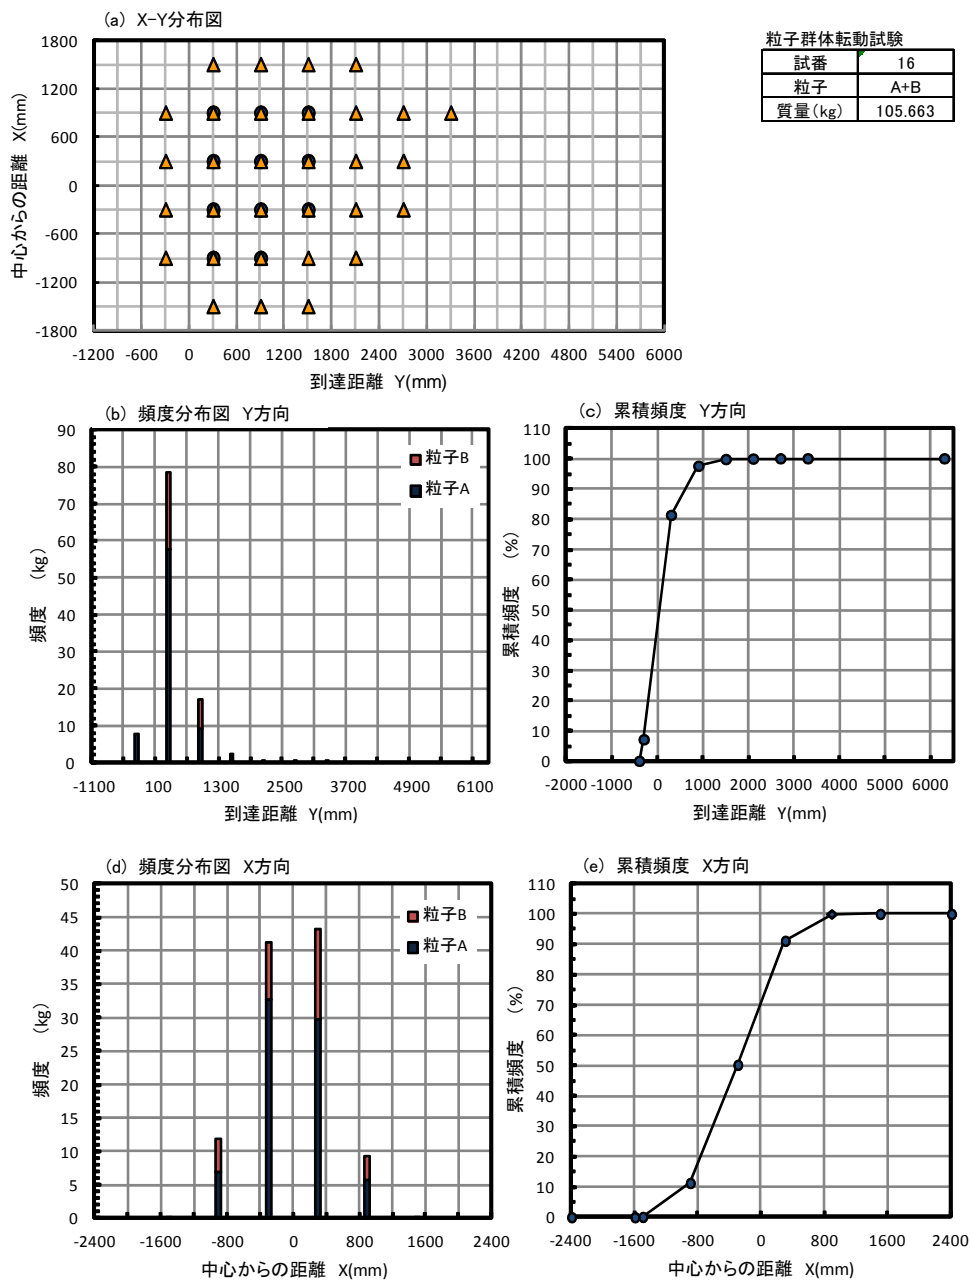 (a) X-Y分布図
1800
1200
600
0
-600
-1200
-1800
中心からの距離 X(mm)
-1200 -600 0 600 1200 1800 2400 3000 3600 4200 4800 5400 6000
到達距離 Y(mm)
粒子群体転動試験
試番 16
粒子 A+B
質量(kg) 105.663
(b) 頻度分布図 Y方向
90
80
70
60
50
40
30
20
10
0
頻度 (kg)
粒子B
粒子A
-1100 100 1300 2500 3700 4900 6100
到達距離 Y(mm)
(c) 累積頻度 Y方向
110
100
90
80
70
60
50
40
30
20
10
0
累積頻度 (%)
-2000 -1000 0 1000 2000 3000 4000 5000 6000
到達距離 Y(mm)
(d) 頻度分布図 X方向
50
45
40
35
30
25
20
15
10
5
0
頻度 (kg)
粒子B
粒子A
-2400 -1600 -800 0 800 1600 2400
中心からの距離 X(mm)
(e) 累積頻度 X方向
110
100
90
80
70
60
50
40
30
20
10
0
累積頻度 (%)
-2400 -1600 -800 0 800 1600 2400
中心からの距離 X(mm)